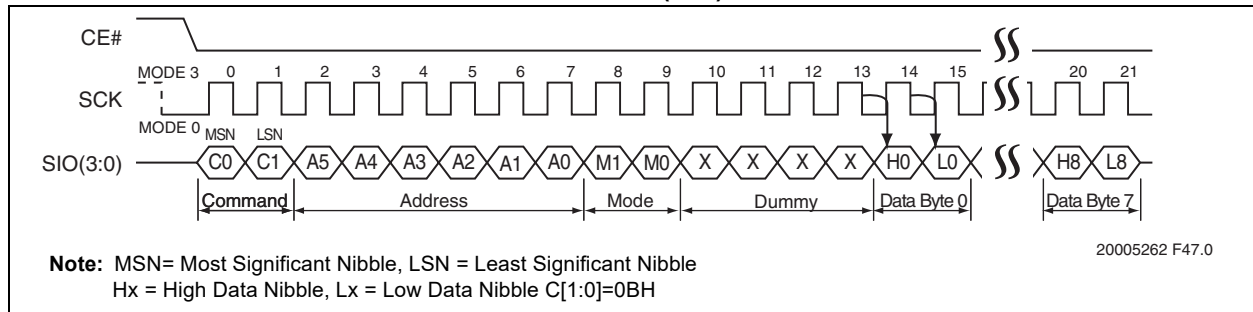 CE#
MODE 3 0 1 2 3 4 5 6 7 8 9 10 11 12 13 14 15 20 21
SCK
MODE 0
MSN LSN
SIO(3:0) C0 C1 A5 A4 A3 A2 A1 A0 M1 M0 X X X X H0 L0 H8 L8
Command Address Mode Dummy Data Byte 0 Data Byte 7
20005262 F47.0
Note: MSN= Most Significant Nibble, LSN = Least Significant Nibble
Hx = High Data Nibble, Lx = Low Data Nibble C[1:0]=0BH